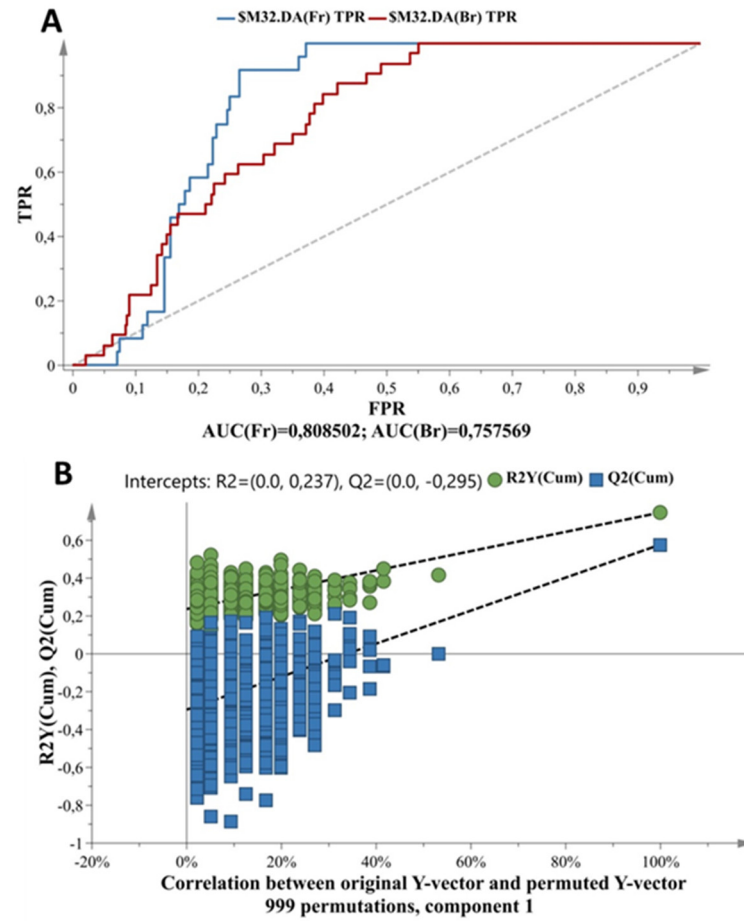 A
$M32.DA(Fr) TPR $M32.DA(Br) TPR
TPR
0,8
0,6
0,4
0,2
0
0 0,1 0,2 0,3 0,4 0,5 0,6 0,7 0,8 0,9
FPR
AUC(Fr)=0,808502; AUC(Br)=0,757569
B
Intercepts: R2=(0.0, 0,237), Q2=(0.0, -0,295) R2Y(Cum) Q2(Cum)
R2Y(Cum), Q2(Cum)
0,6
0,4
0,2
0
-0,2
-0,4
-0,6
-0,8
-1
-20% 0% 20% 40% 60% 80% 100%
Correlation between original Y-vector and permuted Y-vector
999 permutations, component 1